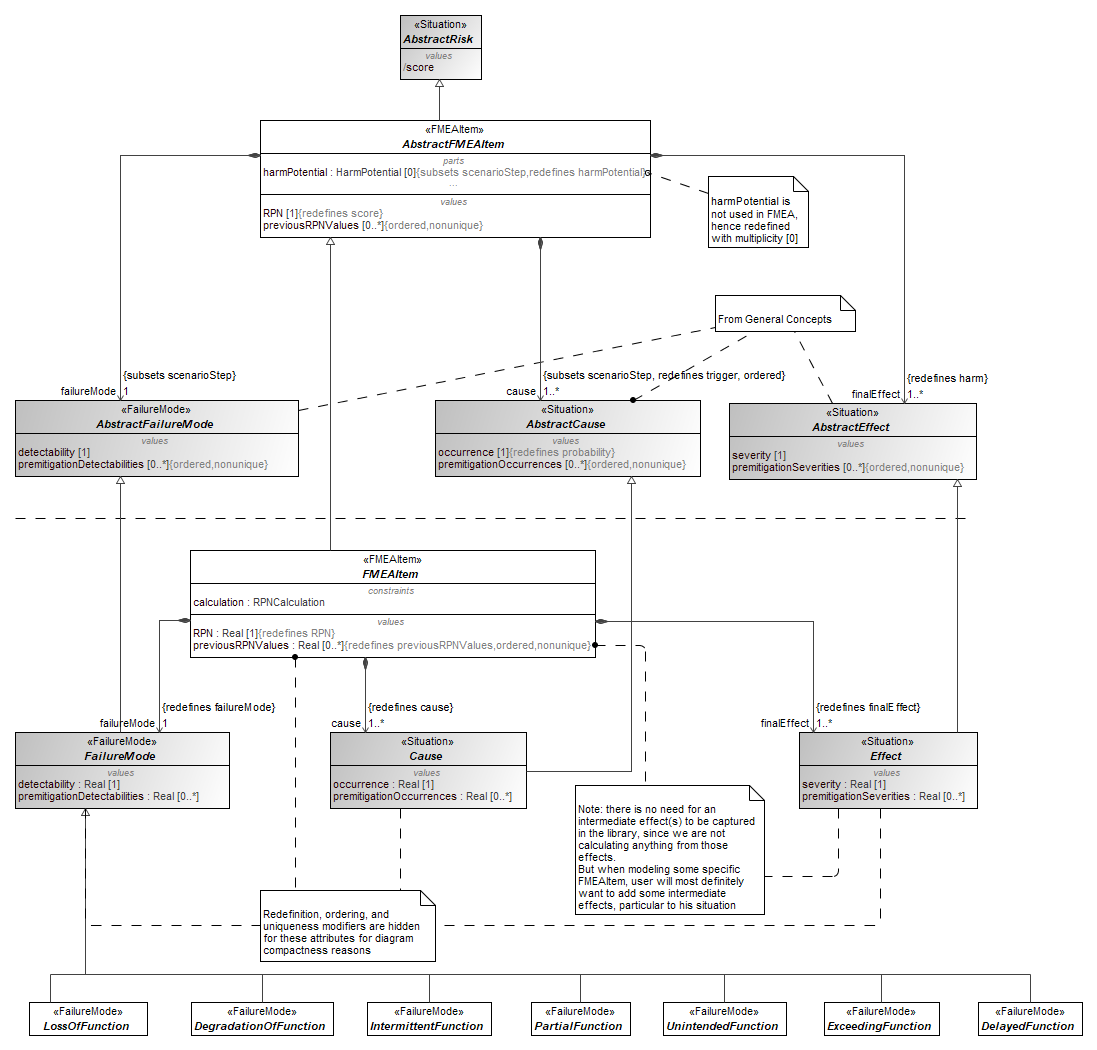 «Situation»
AbstractRisk
values
/score
«FMEAItem»
AbstractFMEAItem
parts
harmPotential : HarmPotential [0]{subsets scenarioStep,redefines harmPotential}
...
values
RPN [1]{redefines score}
previousRPNValues [0..*]{ordered,nonunique}
harmPotential is
not used in FMEA,
hence redefined
with multiplicity [0]
From General Concepts
{subsets scenarioStep}
failureMode 1
{subsets scenarioStep, redefines trigger, ordered}
cause 1..*
{redefines harm}
finalEffect 1..*
«FailureMode»
AbstractFailureMode
values
detectability [1]
premitigationDetectabilities [0..*]{ordered,nonunique}
«Situation»
AbstractCause
values
occurrence [1]{redefines probability}
premitigationOccurrences [0..*]{ordered,nonunique}
«Situation»
AbstractEffect
values
severity [1]
premitigationSeverities [0..*]{ordered,nonunique}
«FMEAItem»
FMEAItem
constraints
calculation : RPNCalculation
values
RPN : Real [1]{redefines RPN}
previousRPNValues : Real [0..*]{redefines previousRPNValues,ordered,nonunique}
{redefines failureMode}
failureMode 1
{redefines cause}
cause 1..*
{redefines finalEffect}
finalEffect 1..*
«FailureMode»
FailureMode
values
detectability : Real [1]
premitigationDetectabilities : Real [0..*]
«Situation»
Cause
values
occurrence : Real [1]
premitigationOccurrences : Real [0..*]
«Situation»
Effect
values
severity : Real [1]
premitigationSeverities : Real [0..*]
Note: there is no need for an
intermediate effect(s) to be captured
in the library, since we are not
calculating anything from those
effects.
But when modeling some specific
FMEAItem, user will most definitely
want to add some intermediate
effects, particular to his situation
Redefinition, ordering, and
uniqueness modifiers are hidden
for these attributes for diagram
compactness reasons
«FailureMode»
LossOfFunction
«FailureMode»
DegradationOfFunction
«FailureMode»
IntermittentFunction
«FailureMode»
PartialFunction
«FailureMode»
UnintendedFunction
«FailureMode»
ExceedingFunction
«FailureMode»
DelayedFunction